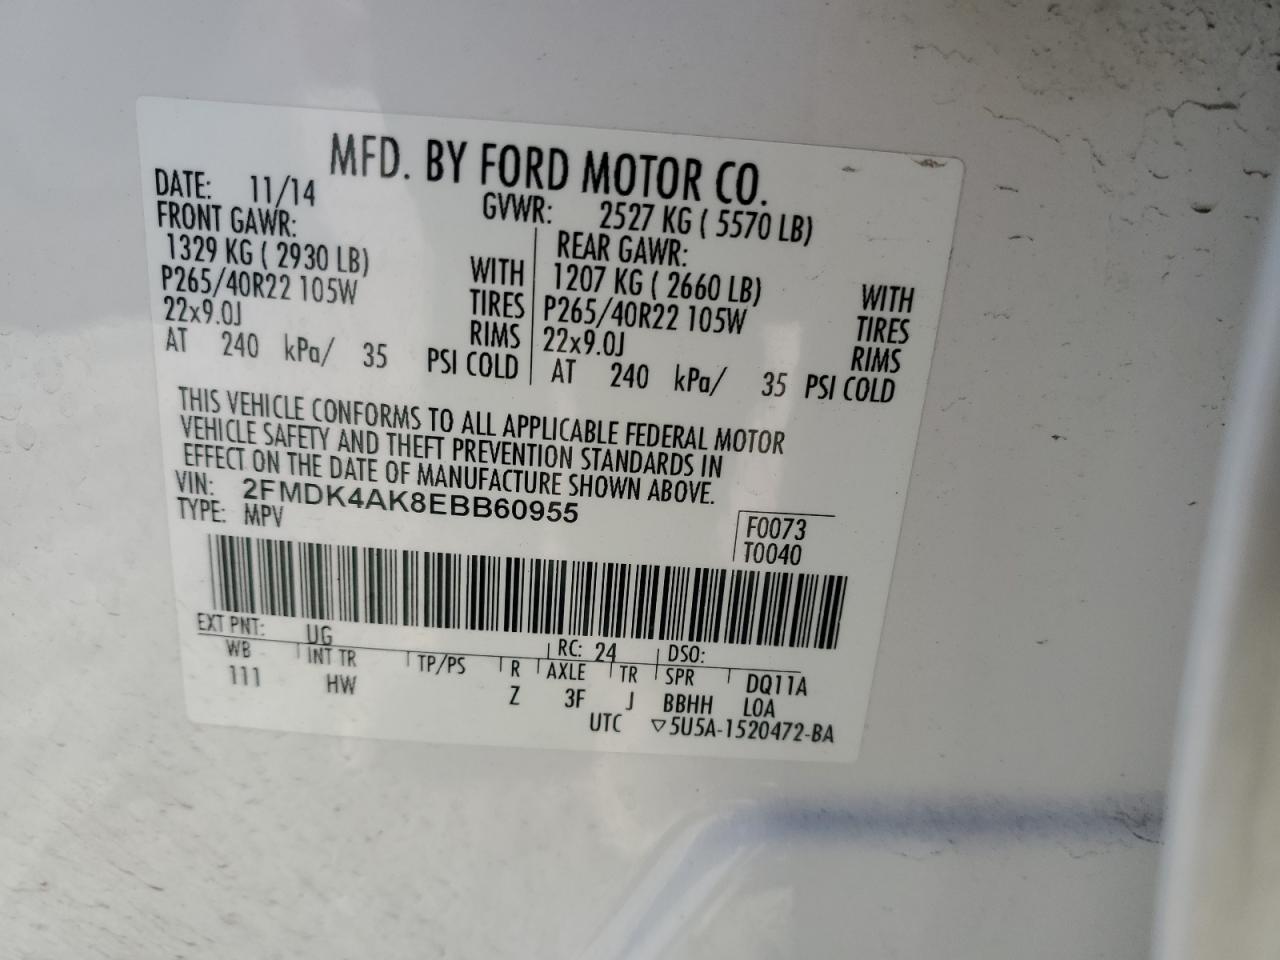 MFD. BY FORD MOTOR CO.
DATE: 11/14 GVWR: 2527 KG ( 5570 LB)
FRONT GAWR: REAR GAWR:
1329 KG ( 2930 LB) WITH 1207 KG ( 2660 LB) WITH
P265/40R22 105W TIRES P265/40R22 105W TIRES
22x9.0J RIMS 22x9.0J RIMS
AT 240 kPa/ 35 PSI COLD AT 240 kPa/ 35 PSI COLD
THIS VEHICLE CONFORMS TO ALL APPLICABLE FEDERAL MOTOR
VEHICLE SAFETY AND THEFT PREVENTION STANDARDS IN
EFFECT ON THE DATE OF MANUFACTURE SHOWN ABOVE.
VIN: 2FMDK4AK8EBB60955
TYPE: MPV
F0073
T0040
EXT PNT: UG RC: 24 DSO:
WB INT TR TP/PS R AXLE TR SPR DQ11A
111 HW Z 3F J BBHH LOA
UTC ▽5U5A-1520472-BA